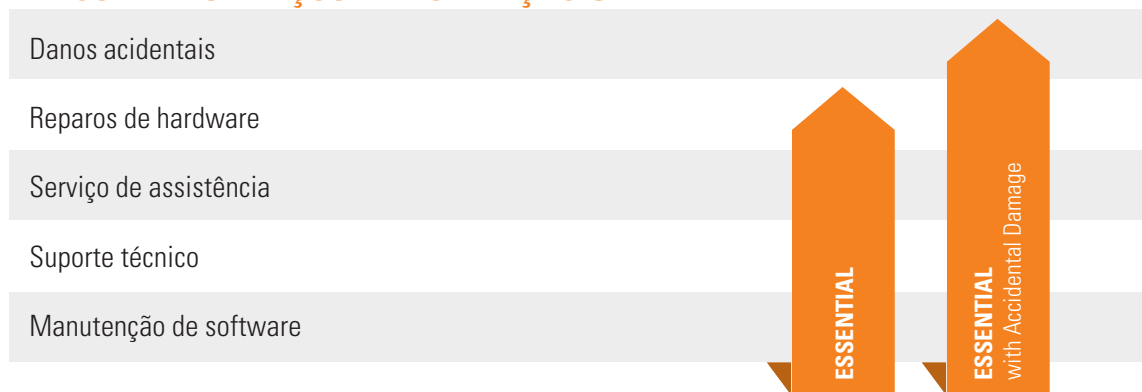 Danos acidentais
Reparos de hardware
Serviço de assistência
Suporte técnico
Manutenção de software
ESSENTIAL
ESSENTIAL
with Accidental Damage